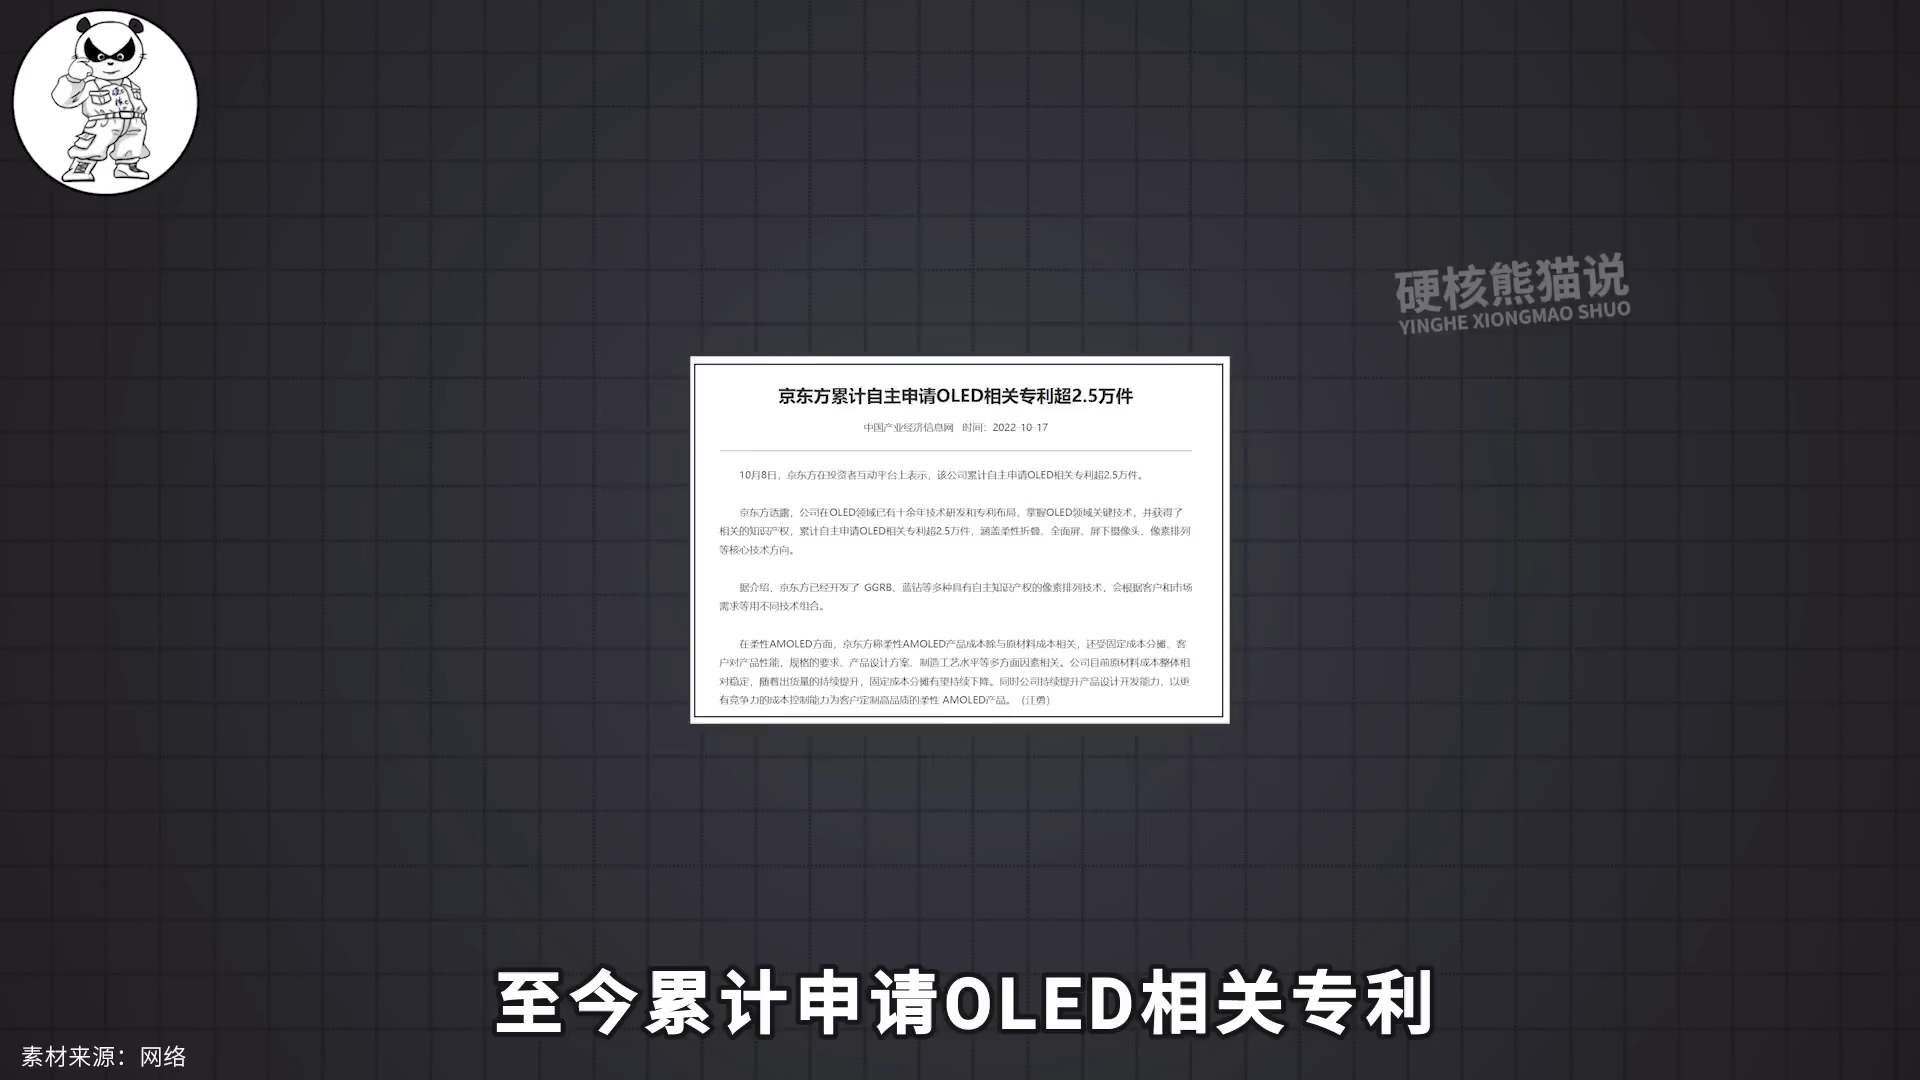 硬核熊猫说
YINGHE XIONGMAO SHUO
京东方累计自主申请OLED相关专利超2.5万件
中国产业经济信息网 时间：2022-10-17
10月8日，京东方在投资者互动平台上表示，该公司累计自主申请OLED相关专利超2.5万件。
京东方透露，公司在OLED领域已有十余年技术研发和专利布局，掌握OLED领域关键技术，并获得了
相关的知识产权，累计自主申请OLED相关专利超2.5万件，涵盖柔性折叠、全面屏、屏下摄像头、像素排列
等核心技术方向。
据介绍，京东方已经开发了 GGRB、蓝钻等多种具有自主知识产权的像素排列技术，会根据客户和市场
需求等用不同技术组合。
在柔性AMOLED方面，京东方称柔性AMOLED产品成本除与原材料成本相关，还受固定成本分摊、客
户对产品性能，规格的要求、产品设计方案、制造工艺水平等多方面因素相关。公司目前原材料成本整体相
对稳定，随着出货量的持续提升，固定成本分摊有望持续下降。同时公司持续提升产品设计开发能力，以更
有竞争力的成本控制能力为客户定制高品质的柔性 AMOLED产品。（江勇）
至今累计申请OLED相关专利
素材来源：网络